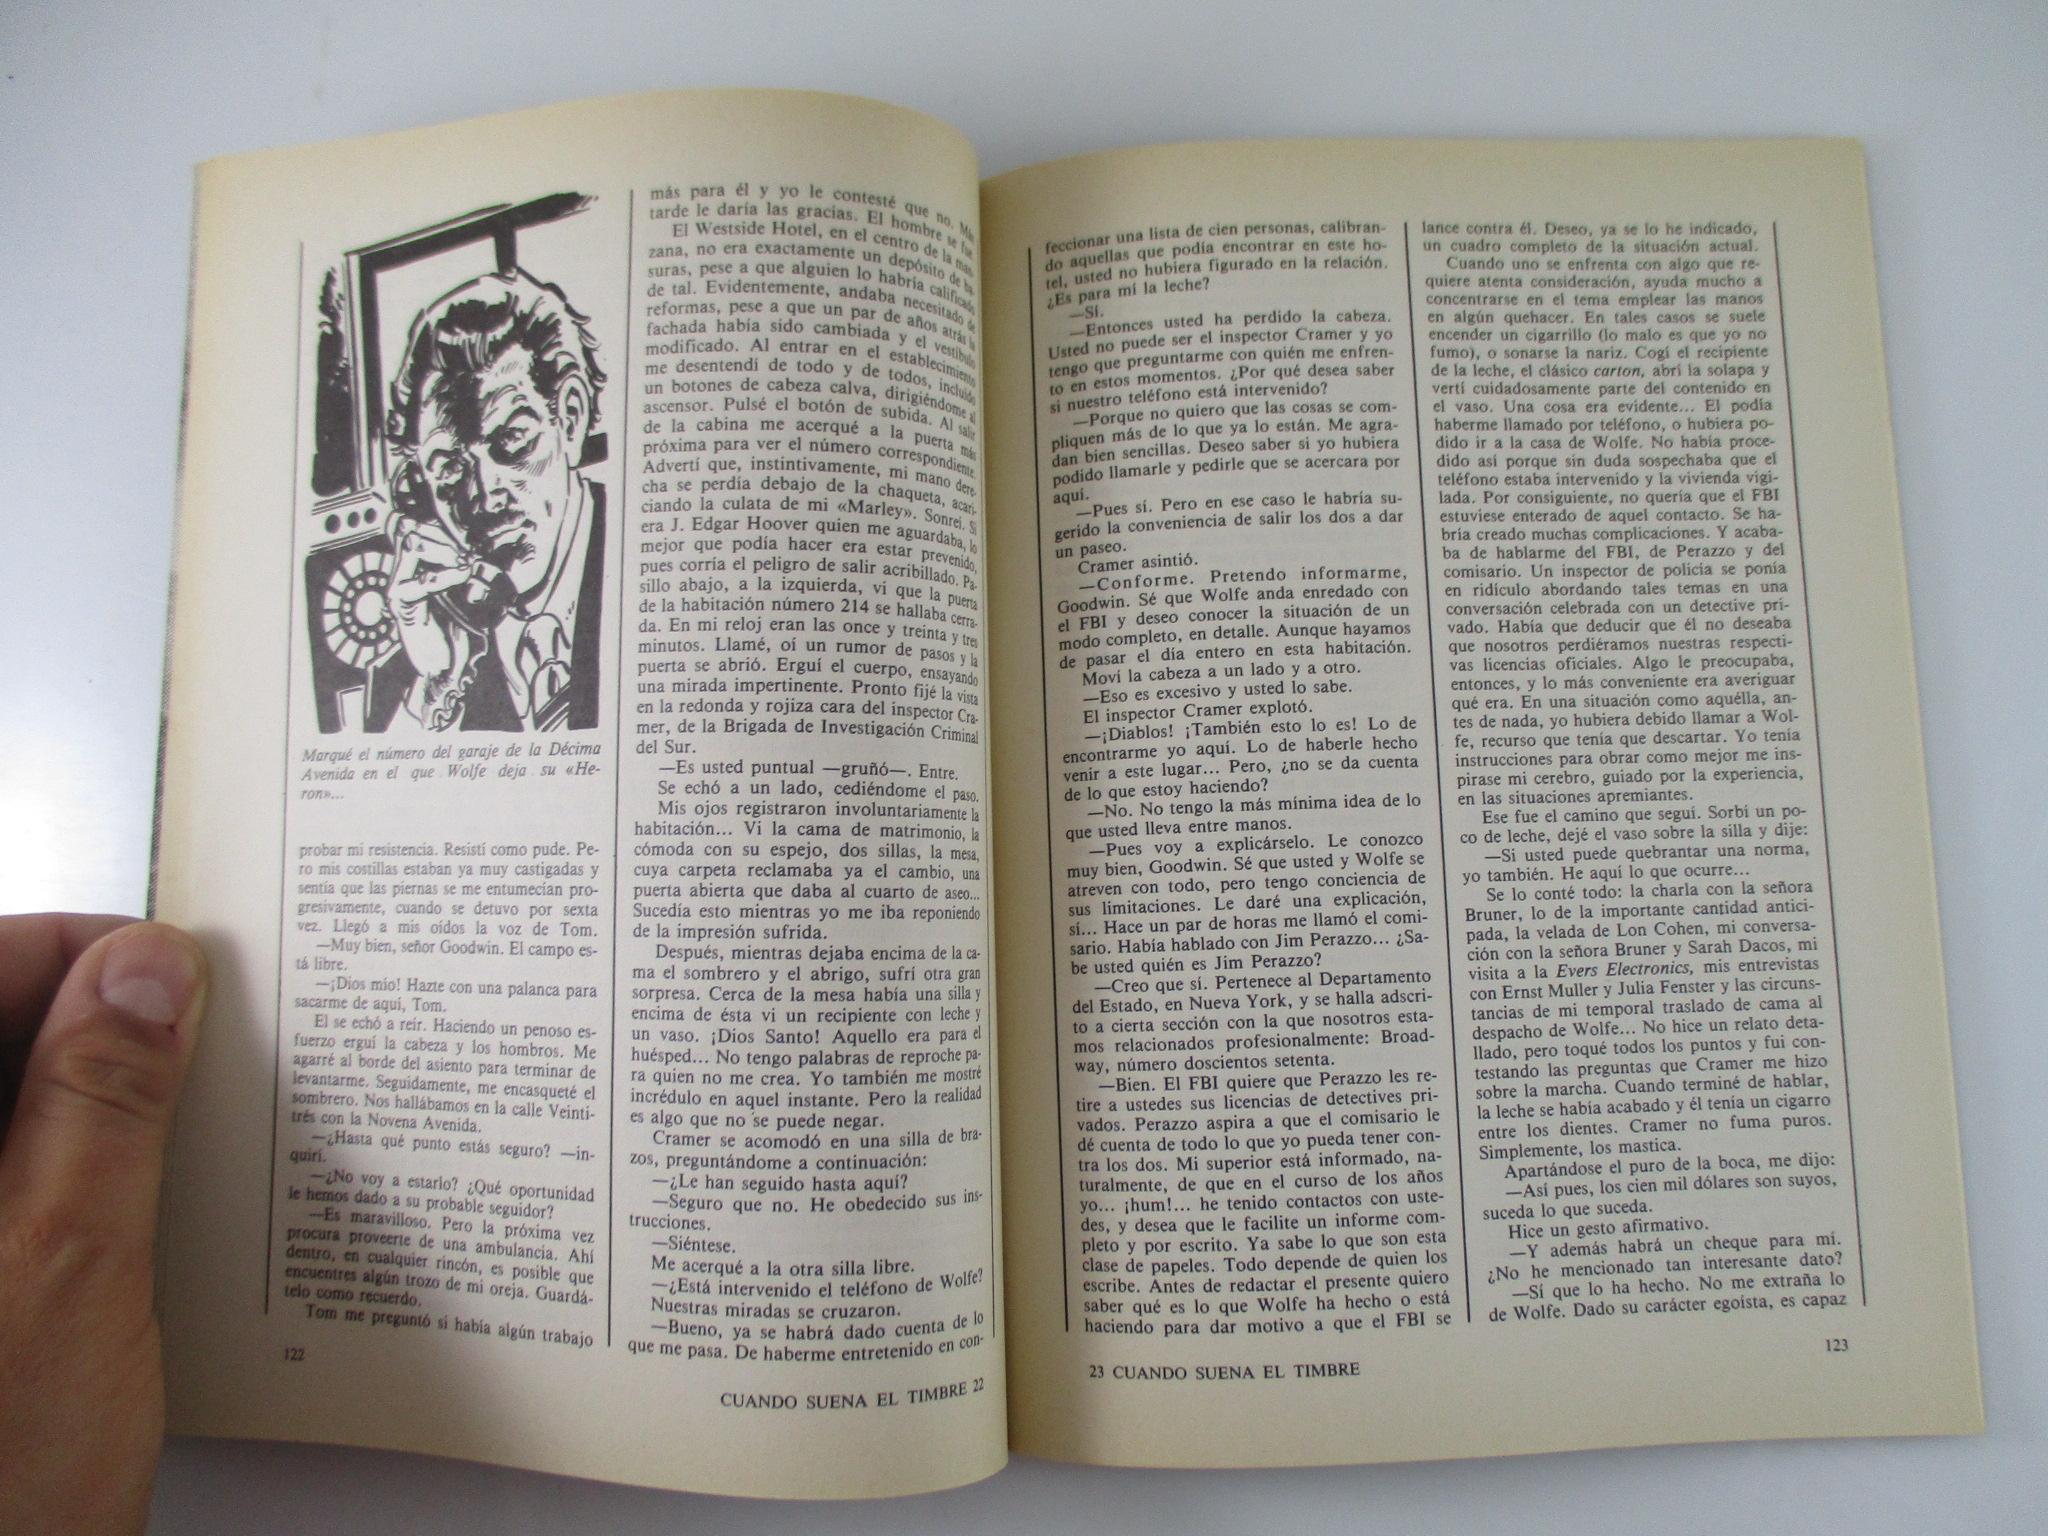 Marqué el número del garaje de la Décima
Avenida en el que Wolfe deja su «He-
ron»...
probar mi resistencia. Resistí como pude. Pe-
ro mis costillas estaban ya muy castigadas y
sentía que las piernas se me entumecían pro-
gresivamente, cuando se detuvo por sexta
vez. Llegó a mis oídos la voz de Tom.
—Muy bien, señor Goodwin. El campo es-
tá libre.
—¡Dios mío! Hazte con una palanca para
sacarme de aquí, Tom.
El se echó a reír. Haciendo un penoso es-
fuerzo erguí la cabeza y los hombros. Me
agarré al borde del asiento para terminar de
levantarme. Seguidamente, me encasqueté el
sombrero. Nos hallábamos en la calle Veinti-
trés con la Novena Avenida.
—¿Hasta qué punto estás seguro? —in-
quirí.
—¿No voy a estarlo? ¿Qué oportunidad
le hemos dado a su probable seguidor?
—Es maravilloso. Pero la próxima vez
procura proveerte de una ambulancia. Ahí
dentro, en cualquier rincón, es posible que
encuentres algún trozo de mi oreja. Guardá-
telo como recuerdo.
Tom me preguntó si había algún trabajo
122
más para él y yo le contesté que no. Más
tarde le daría las gracias. El hombre se fue.
El Westside Hotel, en el centro de la man-
zana, no era exactamente un depósito de ba-
suras, pese a que alguien lo habría calificado
de tal. Evidentemente, andaba necesitado de
reformas, pese a que un par de años atrás la
fachada había sido cambiada y el vestíbulo
modificado. Al entrar en el establecimiento
me desentendí de todo y de todos, incluido
un botones de cabeza calva, dirigiéndome al
ascensor. Pulsé el botón de subida. Al salir
de la cabina me acerqué a la puerta más
próxima para ver el número correspondiente.
Advertí que, instintivamente, mi mano dere-
cha se perdía debajo de la chaqueta, acari-
ciando la culata de mi «Marley». Sonreí. Si
era J. Edgar Hoover quien me aguardaba, lo
mejor que podía hacer era estar prevenido,
pues corría el peligro de salir acribillado. Pa-
sillo abajo, a la izquierda, vi que la puerta
de la habitación número 214 se hallaba cerra-
da. En mi reloj eran las once y treinta y tres
minutos. Llamé, oí un rumor de pasos y la
puerta se abrió. Erguí el cuerpo, ensayando
una mirada impertinente. Pronto fijé la vista
en la redonda y rojiza cara del inspector Cra-
mer, de la Brigada de Investigación Criminal
del Sur.
—Es usted puntual —gruñó—. Entre.
Se echó a un lado, cediéndome el paso.
Mis ojos registraron involuntariamente la
habitación... Vi la cama de matrimonio, la
cómoda con su espejo, dos sillas, la mesa,
cuya carpeta reclamaba ya el cambio, una
puerta abierta que daba al cuarto de aseo...
Sucedía esto mientras yo me iba reponiendo
de la impresión sufrida.
Después, mientras dejaba encima de la ca-
ma el sombrero y el abrigo, sufrí otra gran
sorpresa. Cerca de la mesa había una silla y
encima de ésta vi un recipiente con leche y
un vaso. ¡Dios Santo! Aquello era para el
huésped... No tengo palabras de reproche pa-
ra quien no me crea. Yo también me mostré
incrédulo en aquel instante. Pero la realidad
es algo que no se puede negar.
Cramer se acomodó en una silla de bra-
zos, preguntándome a continuación:
—¿Le han seguido hasta aquí?
—Seguro que no. He obedecido sus ins-
trucciones.
—Siéntese.
Me acerqué a la otra silla libre.
—¿Está intervenido el teléfono de Wolfe?
Nuestras miradas se cruzaron.
—Bueno, ya se habrá dado cuenta de lo
que me pasa. De haberme entretenido en con-
CUANDO SUENA EL TIMBRE 22
feccionar una lista de cien personas, calibran-
do aquellas que podía encontrar en este ho-
tel, usted no hubiera figurado en la relación.
¿Es para mí la leche?
—Sí.
—Entonces usted ha perdido la cabeza.
Usted no puede ser el inspector Cramer y yo
tengo que preguntarme con quién me enfren-
to en estos momentos. ¿Por qué desea saber
si nuestro teléfono está intervenido?
—Porque no quiero que las cosas se com-
pliquen más de lo que ya lo están. Me agra-
dan bien sencillas. Deseo saber si yo hubiera
podido llamarle y pedirle que se acercara por
aquí.
—Pues sí. Pero en ese caso le habría su-
gerido la conveniencia de salir los dos a dar
un paseo.
Cramer asintió.
—Conforme. Pretendo informarme,
Goodwin. Sé que Wolfe anda enredado con
el FBI y deseo conocer la situación de un
modo completo, en detalle. Aunque hayamos
de pasar el día entero en esta habitación.
Moví la cabeza a un lado y a otro.
—Eso es excesivo y usted lo sabe.
El inspector Cramer explotó.
—¡Diablos! ¡También esto lo es! Lo de
encontrarme yo aquí. Lo de haberle hecho
venir a este lugar... Pero, ¿no se da cuenta
de lo que estoy haciendo?
—No. No tengo la más mínima idea de lo
que usted lleva entre manos.
—Pues voy a explicárselo. Le conozco
muy bien, Goodwin. Sé que usted y Wolfe se
atreven con todo, pero tengo conciencia de
sus limitaciones. Le daré una explicación,
sí... Hace un par de horas me llamó el comi-
sario. Había hablado con Jim Perazzo... ¿Sa-
be usted quién es Jim Perazzo?
—Creo que sí. Pertenece al Departamento
del Estado, en Nueva York, y se halla adscri-
to a cierta sección con la que nosotros esta-
mos relacionados profesionalmente: Broad-
way, número doscientos setenta.
—Bien. El FBI quiere que Perazzo les re-
tire a ustedes sus licencias de detectives pri-
vados. Perazzo aspira a que el comisario le
dé cuenta de todo lo que yo pueda tener con-
tra los dos. Mi superior está informado, na-
turalmente, de que en el curso de los años
yo... ¡hum!... he tenido contactos con uste-
des, y desea que le facilite un informe com-
pleto y por escrito. Ya sabe lo que son esta
clase de papeles. Todo depende de quien los
escribe. Antes de redactar el presente quiero
saber qué es lo que Wolfe ha hecho o está
haciendo para dar motivo a que el FBI se
23 CUANDO SUENA EL TIMBRE
lance contra él. Deseo, ya se lo he indicado,
un cuadro completo de la situación actual.
Cuando uno se enfrenta con algo que re-
quiere atenta consideración, ayuda mucho a
concentrarse en el tema emplear las manos
en algún quehacer. En tales casos se suele
encender un cigarrillo (lo malo es que yo no
fumo), o sonarse la nariz. Cogí el recipiente
de la leche, el clásico carton, abrí la solapa y
vertí cuidadosamente parte del contenido en
el vaso. Una cosa era evidente... El podía
haberme llamado por teléfono, o hubiera po-
dido ir a la casa de Wolfe. No había proce-
dido así porque sin duda sospechaba que el
teléfono estaba intervenido y la vivienda vigi-
lada. Por consiguiente, no quería que el FBI
estuviese enterado de aquel contacto. Se ha-
bría creado muchas complicaciones. Y acaba-
ba de hablarme del FBI, de Perazzo y del
comisario. Un inspector de policía se ponía
en ridículo abordando tales temas en una
conversación celebrada con un detective pri-
vado. Había que deducir que él no deseaba
que nosotros perdiéramos nuestras respecti-
vas licencias oficiales. Algo le preocupaba,
entonces, y lo más conveniente era averiguar
qué era. En una situación como aquélla, an-
tes de nada, yo hubiera debido llamar a Wol-
fe, recurso que tenía que descartar. Yo tenía
instrucciones para obrar como mejor me ins-
pirase mi cerebro, guiado por la experiencia,
en las situaciones apremiantes.
Ese fue el camino que seguí. Sorbí un po-
co de leche, dejé el vaso sobre la silla y dije:
—Si usted puede quebrantar una norma,
yo también. He aquí lo que ocurre...
Se lo conté todo: la charla con la señora
Bruner, lo de la importante cantidad antici-
pada, la velada de Lon Cohen, mi conversa-
ción con la señora Bruner y Sarah Dacos, mi
visita a la Evers Electronics, mis entrevistas
con Ernst Muller y Julia Fenster y las circuns-
tancias de mi temporal traslado de cama al
despacho de Wolfe... No hice un relato deta-
llado, pero toqué todos los puntos y fui con-
testando las preguntas que Cramer me hizo
sobre la marcha. Cuando terminé de hablar,
la leche se había acabado y él tenía un cigarro
entre los dientes. Cramer no fuma puros.
Simplemente, los mastica.
Apartándose el puro de la boca, me dijo:
—Así pues, los cien mil dólares son suyos,
suceda lo que suceda.
Hice un gesto afirmativo.
—Y además habrá un cheque para mí.
¿No he mencionado tan interesante dato?
—Sí que lo ha hecho. No me extraña lo
de Wolfe. Dado su carácter egoísta, es capaz
123